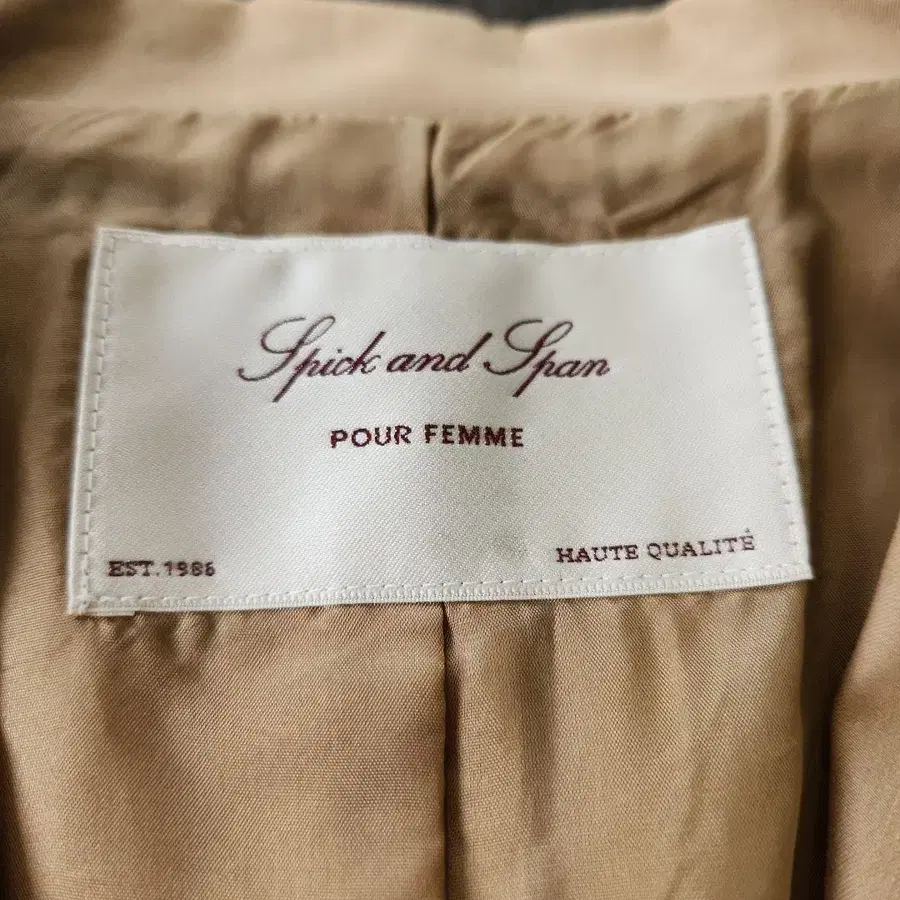 Spick and Span
POUR FEMME
EST.1986
HAUTE QUALITÉ